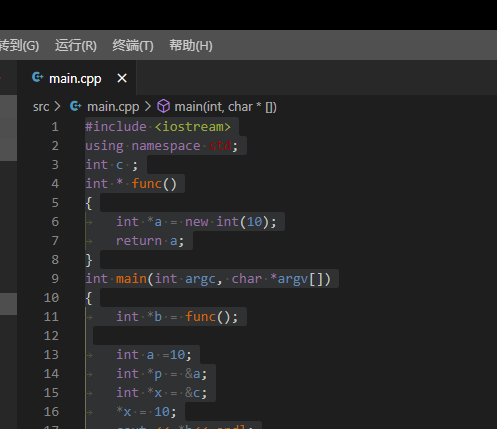 转到(G) 运行(R) 终端(T) 帮助(H)
main.cpp
src > main.cpp > main(int, char * [])
1 #include <iostream>
2 using namespace std;
3 int c ;
4 int * func()
5 {
6 int *a = new int(10);
7 return a;
8 }
9 int main(int argc, char *argv[])
10 {
11 int *b = func();
12
13 int a =10;
14 int *p = &a;
15 int *x = &c;
16 *x = 10;
17 cout << *b<< endl;